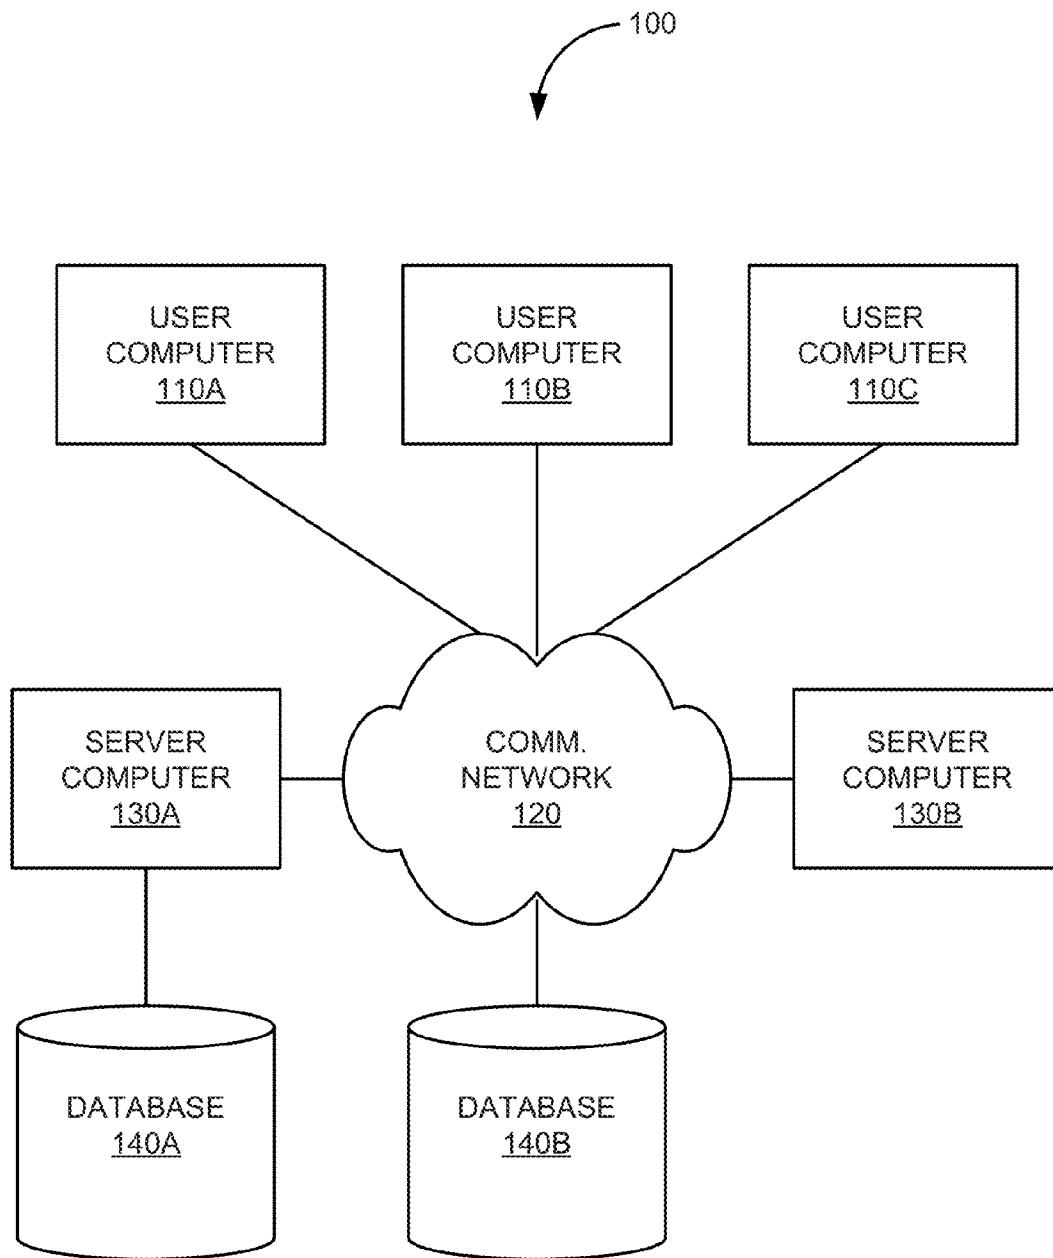 100
USER
COMPUTER
110A
USER
COMPUTER
110B
USER
COMPUTER
110C
SERVER
COMPUTER
130A
COMM.
NETWORK
120
SERVER
COMPUTER
130B
DATABASE
140A
DATABASE
140B